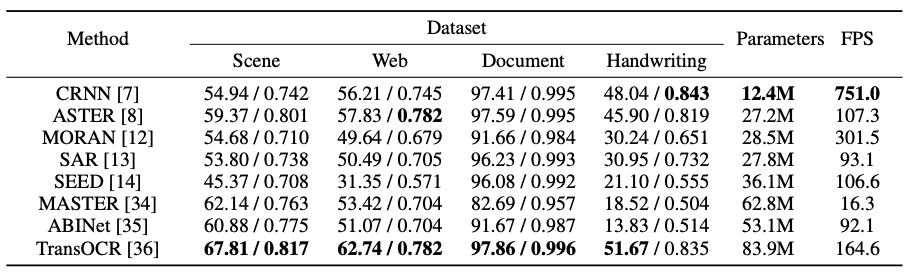 Method Dataset Parameters FPS
Scene Web Document Handwriting
CRNN [7] 54.94 / 0.742 56.21 / 0.745 97.41 / 0.995 48.04 / 0.843 12.4M 751.0
ASTER [8] 59.37 / 0.801 57.83 / 0.782 97.59 / 0.995 45.90 / 0.819 27.2M 107.3
MORAN [12] 54.68 / 0.710 49.64 / 0.679 91.66 / 0.984 30.24 / 0.651 28.5M 301.5
SAR [13] 53.80 / 0.738 50.49 / 0.705 96.23 / 0.993 30.95 / 0.732 27.8M 93.1
SEED [14] 45.37 / 0.708 31.35 / 0.571 96.08 / 0.992 21.10 / 0.555 36.1M 106.6
MASTER [34] 62.14 / 0.763 53.42 / 0.704 82.69 / 0.957 18.52 / 0.504 62.8M 16.3
ABINet [35] 60.88 / 0.775 51.07 / 0.704 91.67 / 0.987 13.83 / 0.514 53.1M 92.1
TransOCR [36] 67.81 / 0.817 62.74 / 0.782 97.86 / 0.996 51.67 / 0.835 83.9M 164.6